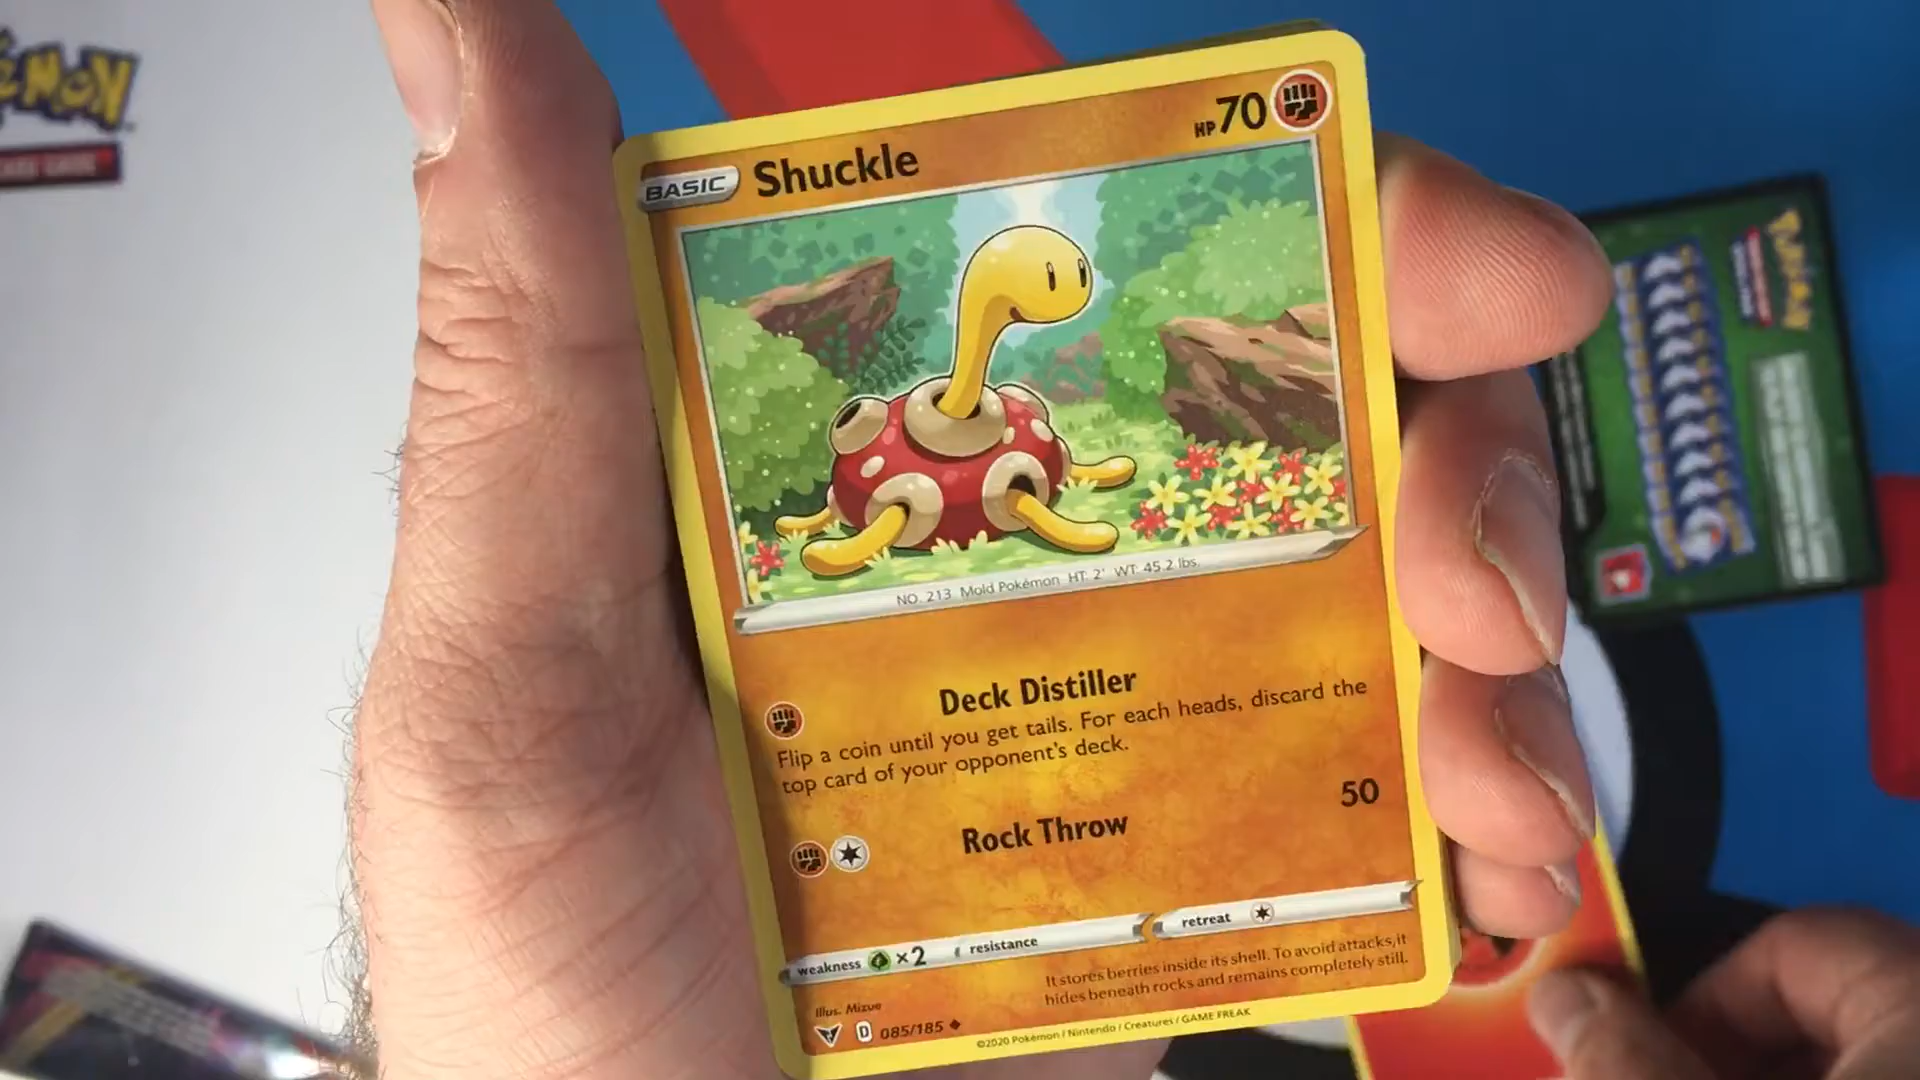 BASIC Shuckle HP 70
NO. 213 Mold Pokémon HT: 2' WT: 45.2 lbs.
Deck Distiller
Flip a coin until you get tails. For each heads, discard the
top card of your opponent's deck.
Rock Throw 50
weakness ×2 resistance retreat
It stores berries inside its shell. To avoid attacks, it
hides beneath rocks and remains completely still.
Illus. Mizue
D 085/185
©2020 Pokémon / Nintendo / Creatures / GAME FREAK